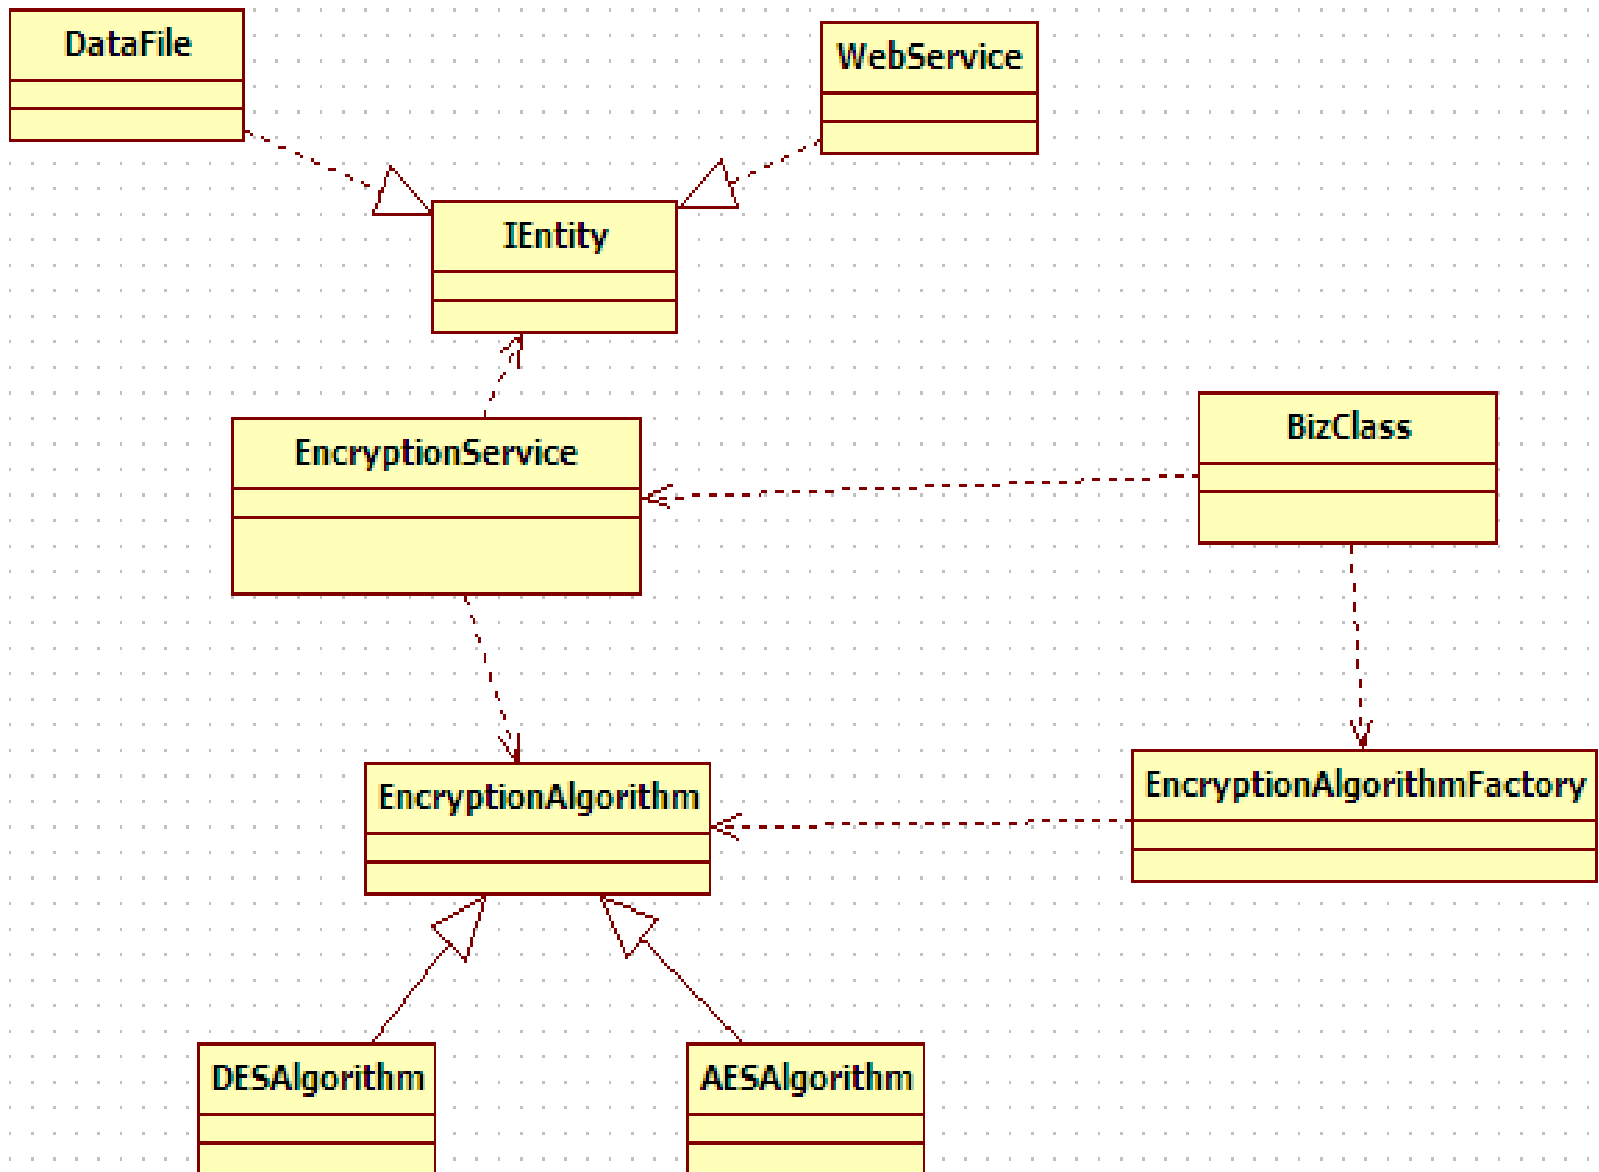 DataFile
WebService
IEntity
EncryptionService
BizClass
EncryptionAlgorithm
EncryptionAlgorithmFactory
DESAlgorithm
AESAlgorithm